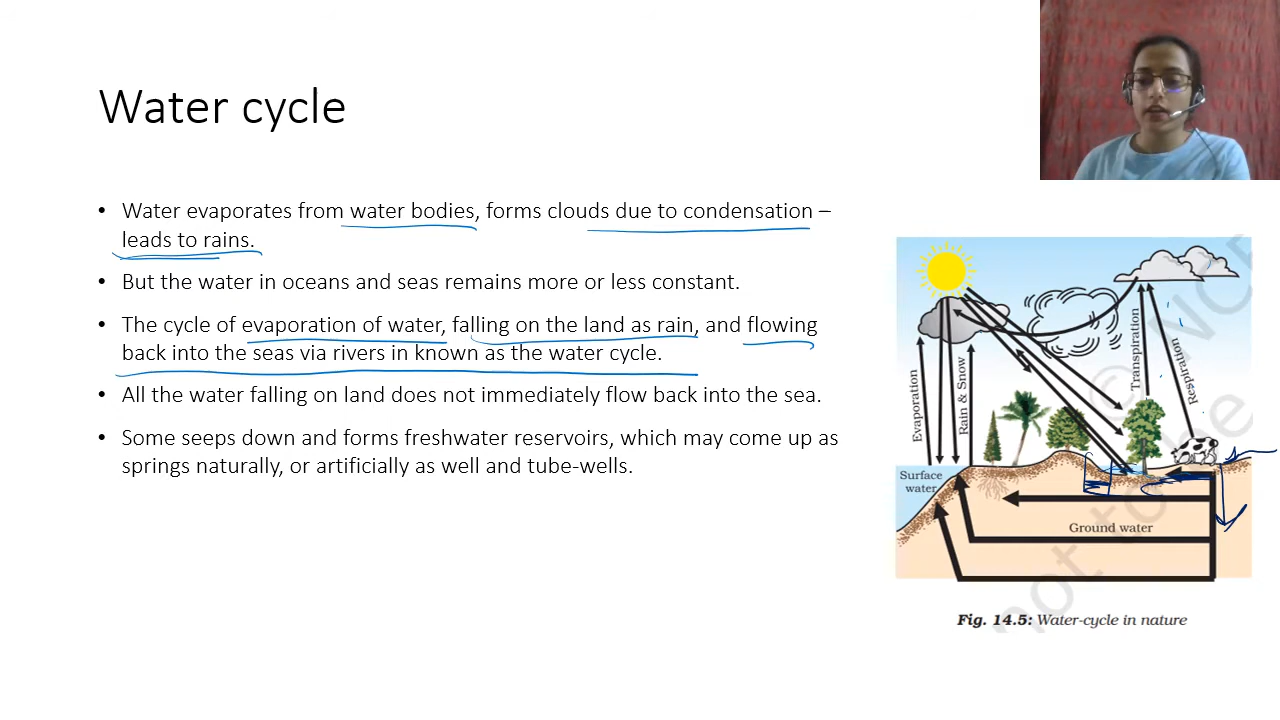 Water cycle
• Water evaporates from water bodies, forms clouds due to condensation –
leads to rains.
• But the water in oceans and seas remains more or less constant.
• The cycle of evaporation of water, falling on the land as rain, and flowing
back into the seas via rivers in known as the water cycle.
• All the water falling on land does not immediately flow back into the sea.
• Some seeps down and forms freshwater reservoirs, which may come up as
springs naturally, or artificially as well and tube-wells.
Evaporation
Rain & Snow
Transpiration
Respiration
Surface
water
Ground water
© NC
not to be
Fig. 14.5: Water-cycle in nature